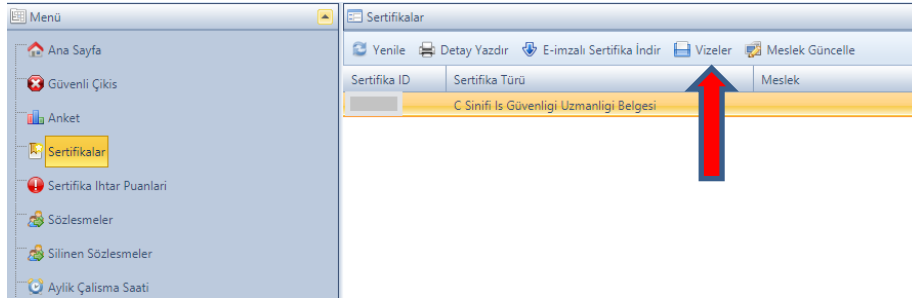 Menü
Ana Sayfa
Güvenli Çikis
Anket
Sertifikalar
Sertifika Ihtar Puanlari
Sözlesmeler
Silinen Sözlesmeler
Aylik Çalisma Saati
Sertifikalar
Yenile Detay Yazdır E-imzalı Sertifika İndir Vizeler Meslek Güncelle
Sertifika ID Sertifika Türü Meslek
C Sinifi Is Güvenligi Uzmanligi Belgesi